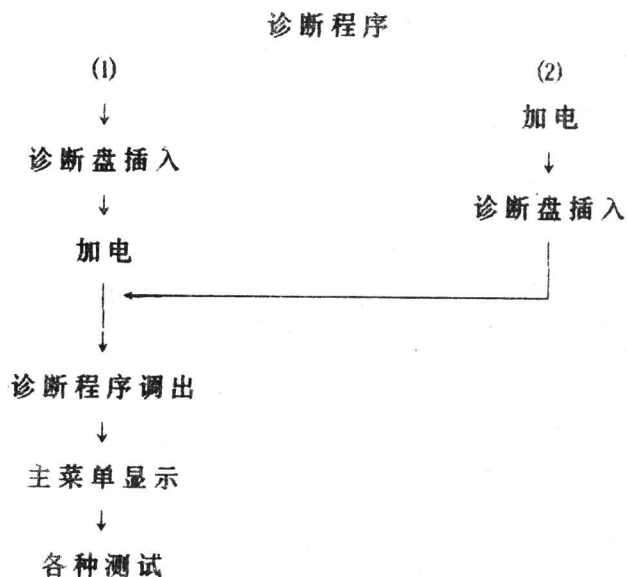 诊断程序
(1)
(2)
加电
诊断盘插入
诊断盘插入
加电
诊断程序调出
主菜单显示
各种测试